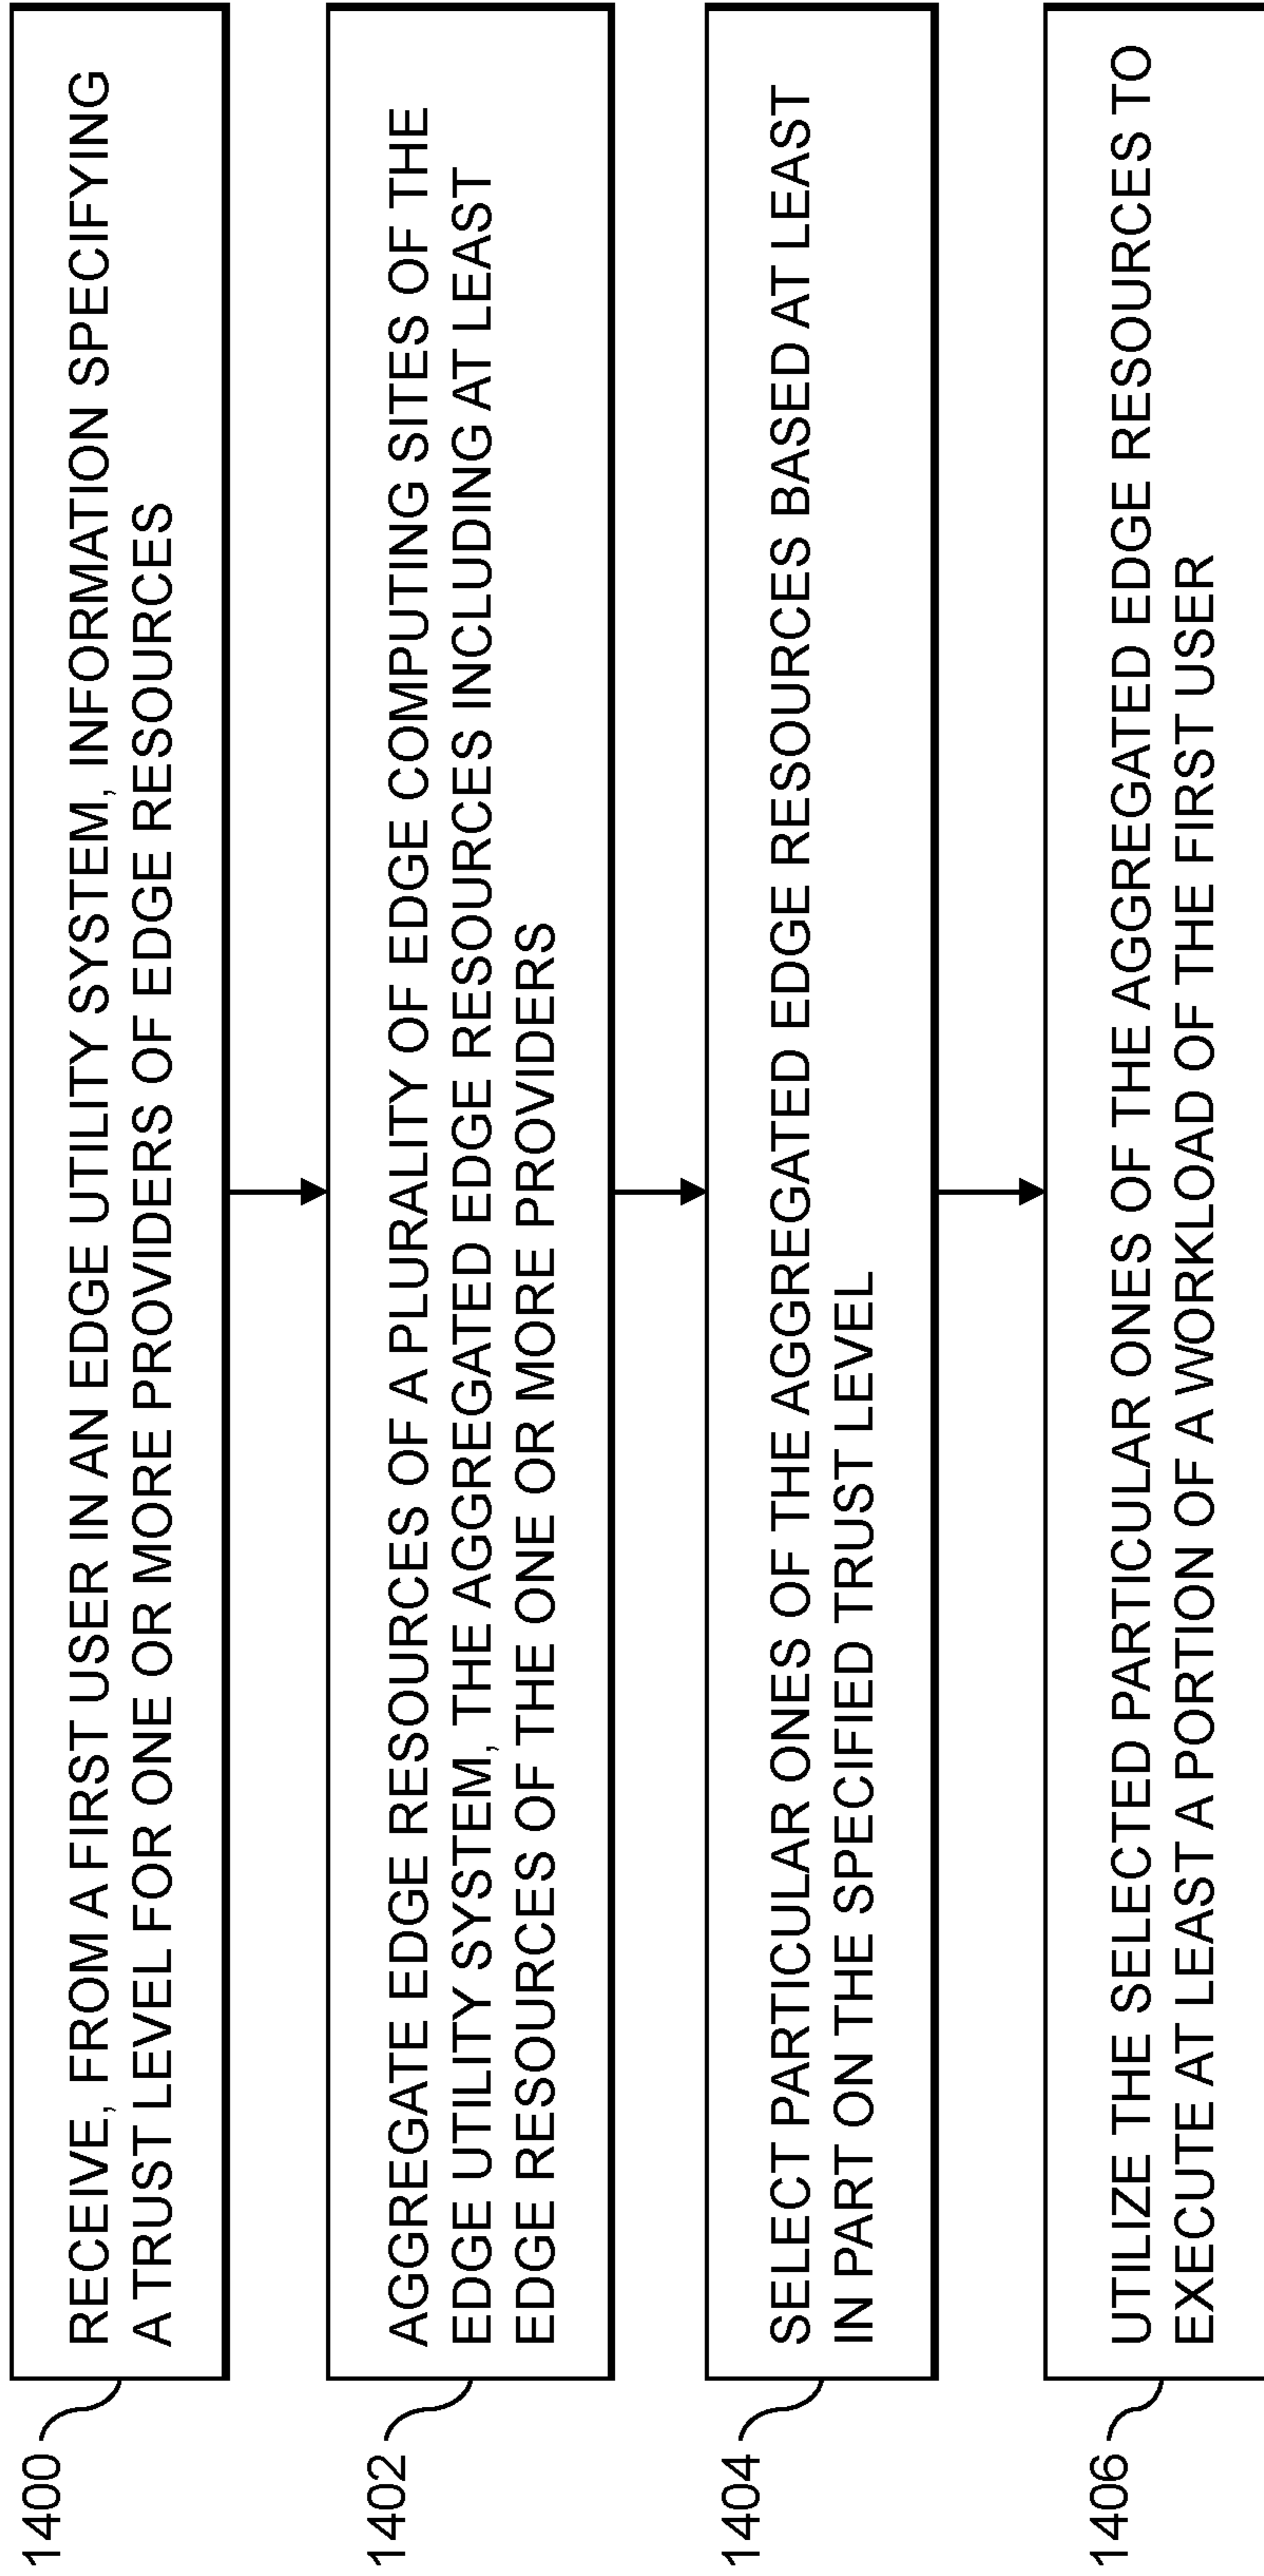 1400
RECEIVE, FROM A FIRST USER IN AN EDGE UTILITY SYSTEM, INFORMATION SPECIFYING
A TRUST LEVEL FOR ONE OR MORE PROVIDERS OF EDGE RESOURCES
1402
AGGREGATE EDGE RESOURCES OF A PLURALITY OF EDGE COMPUTING SITES OF THE
EDGE UTILITY SYSTEM, THE AGGREGATED EDGE RESOURCES INCLUDING AT LEAST
EDGE RESOURCES OF THE ONE OR MORE PROVIDERS
1404
SELECT PARTICULAR ONES OF THE AGGREGATED EDGE RESOURCES BASED AT LEAST
IN PART ON THE SPECIFIED TRUST LEVEL
1406
UTILIZE THE SELECTED PARTICULAR ONES OF THE AGGREGATED EDGE RESOURCES TO
EXECUTE AT LEAST A PORTION OF A WORKLOAD OF THE FIRST USER